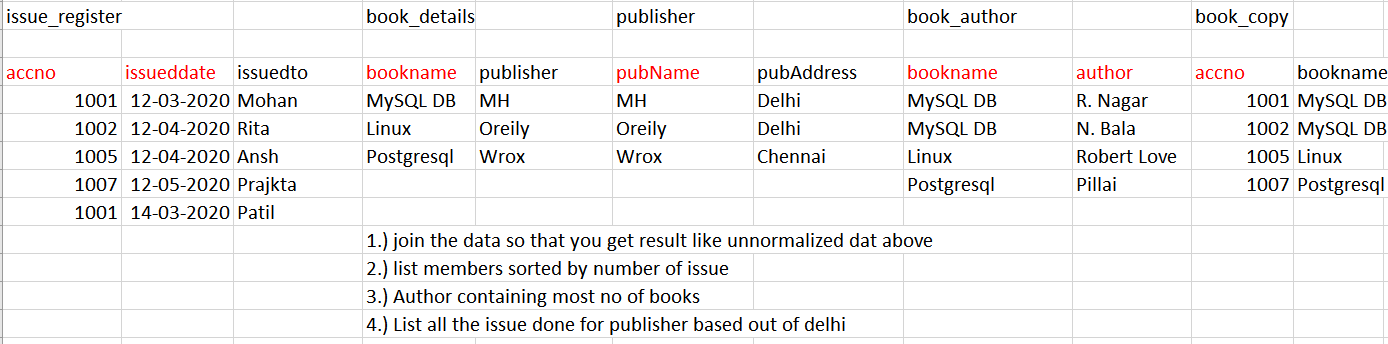 issue_register book_details publisher book_author book_copy
accno issueddate issuedto bookname publisher pubName pubAddress bookname author accno bookname
1001 12-03-2020 Mohan MySQL DB MH MH Delhi MySQL DB R. Nagar 1001 MySQL DB
1002 12-04-2020 Rita Linux Oreily Oreily Delhi MySQL DB N. Bala 1002 MySQL DB
1005 12-04-2020 Ansh Postgresql Wrox Wrox Chennai Linux Robert Love 1005 Linux
1007 12-05-2020 Prajkta Postgresql Pillai 1007 Postgresql
1001 14-03-2020 Patil
1.) join the data so that you get result like unnormalized dat above
2.) list members sorted by number of issue
3.) Author containing most no of books
4.) List all the issue done for publisher based out of delhi